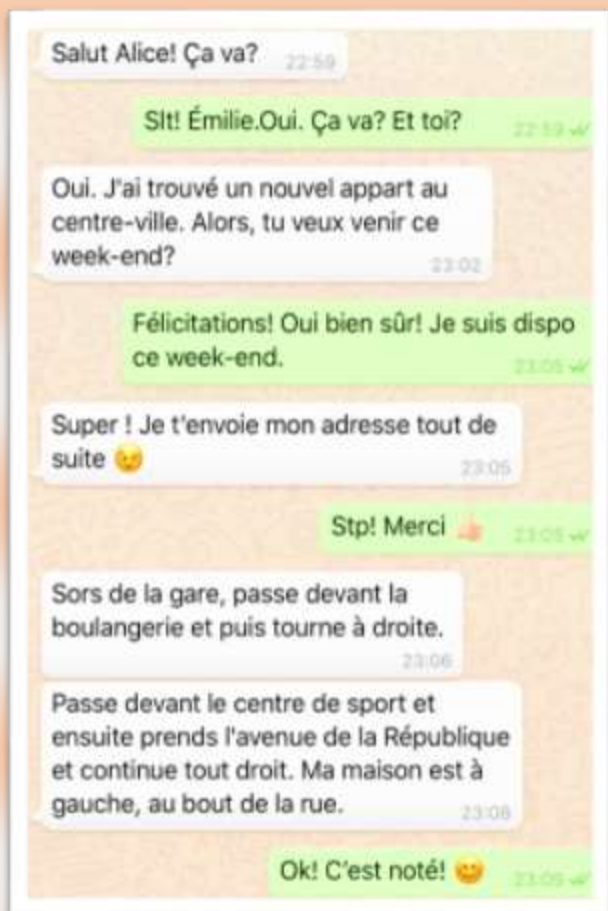 Salut Alice! Ça va?
22:59
Slt! Émilie.Oui. Ça va? Et toi?
22:59
Oui. J'ai trouvé un nouvel appart au
centre-ville. Alors, tu veux venir ce
week-end?
23:02
Félicitations! Oui bien sûr! Je suis dispo
ce week-end.
23:05
Super ! Je t'envoie mon adresse tout de
suite 😉
23:05
Stp! Merci 👍
23:05
Sors de la gare, passe devant la
boulangerie et puis tourne à droite.
23:06
Passe devant le centre de sport et
ensuite prends l'avenue de la République
et continue tout droit. Ma maison est à
gauche, au bout de la rue.
23:08
Ok! C'est noté! 😊